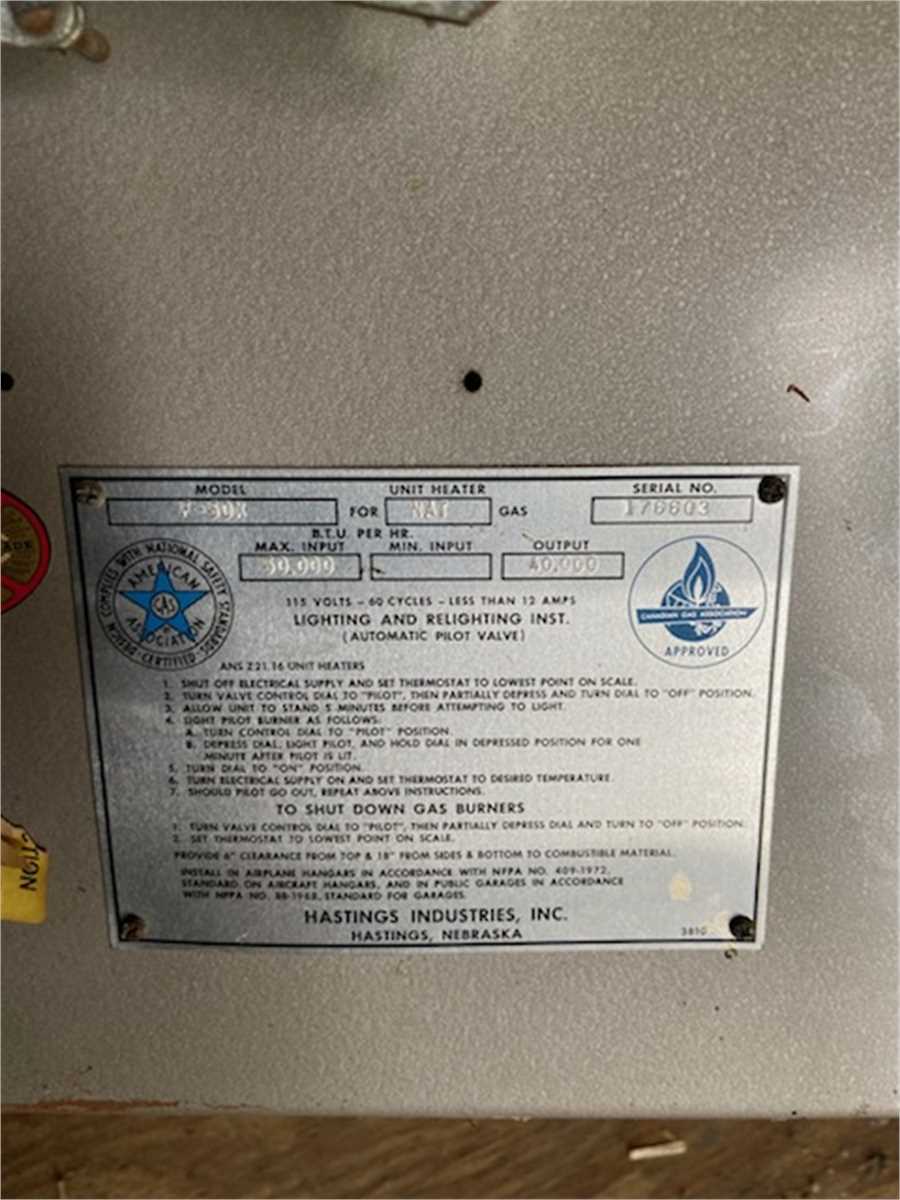 MODEL UNIT HEATER SERIAL NO.
FOR NAT GAS 176603
B.T.U. PER HR.
MAX. INPUT MIN. INPUT OUTPUT
50,000 40,000
DESIGN COMPLIES WITH NATIONAL SAFETY STANDARDS
AMERICAN
GAS
ASSOCIATION
CERTIFIED
CANADIAN GAS ASSOCIATION
APPROVED
115 VOLTS – 60 CYCLES – LESS THAN 12 AMPS
LIGHTING AND RELIGHTING INST.
(AUTOMATIC PILOT VALVE)
ANS Z21.16 UNIT HEATERS
1. SHUT OFF ELECTRICAL SUPPLY AND SET THERMOSTAT TO LOWEST POINT ON SCALE.
2. TURN VALVE CONTROL DIAL TO "PILOT", THEN PARTIALLY DEPRESS AND TURN DIAL TO "OFF" POSITION.
3. ALLOW UNIT TO STAND 5 MINUTES BEFORE ATTEMPTING TO LIGHT.
4. LIGHT PILOT BURNER AS FOLLOWS:
A. TURN CONTROL DIAL TO "PILOT" POSITION.
B. DEPRESS DIAL, LIGHT PILOT, AND HOLD DIAL IN DEPRESSED POSITION FOR ONE
MINUTE AFTER PILOT IS LIT.
5. TURN DIAL TO "ON" POSITION.
6. TURN ELECTRICAL SUPPLY ON AND SET THERMOSTAT TO DESIRED TEMPERATURE.
7. SHOULD PILOT GO OUT, REPEAT ABOVE INSTRUCTIONS.
TO SHUT DOWN GAS BURNERS
1. TURN VALVE CONTROL DIAL TO "PILOT", THEN PARTIALLY DEPRESS DIAL AND TURN TO "OFF" POSITION.
2. SET THERMOSTAT TO LOWEST POINT ON SCALE.
PROVIDE 6" CLEARANCE FROM TOP & 18" FROM SIDES & BOTTOM TO COMBUSTIBLE MATERIAL.
INSTALL IN AIRPLANE HANGARS IN ACCORDANCE WITH NFPA NO. 409-1972,
STANDARD ON AIRCRAFT HANGARS, AND IN PUBLIC GARAGES IN ACCORDANCE
WITH NFPA NO. 88-1968, STANDARD FOR GARAGES.
HASTINGS INDUSTRIES, INC.
HASTINGS, NEBRASKA
3810